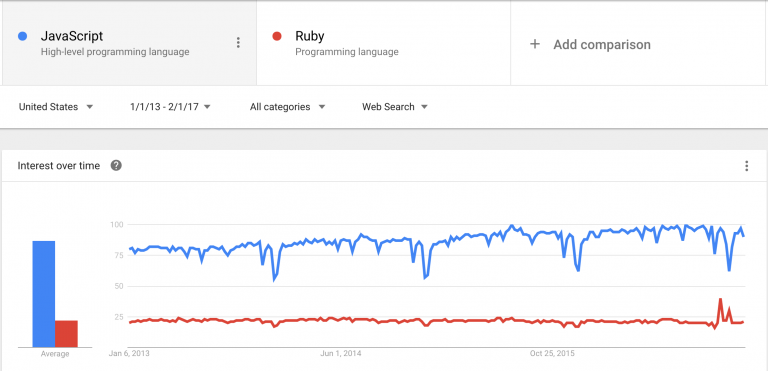 JavaScript
High-level programming language
Ruby
Programming language
+ Add comparison
United States
1/1/13 - 2/1/17
All categories
Web Search
Interest over time ?
100
75
50
25
Average
Jan 6, 2013
Jun 1, 2014
Oct 25, 2015